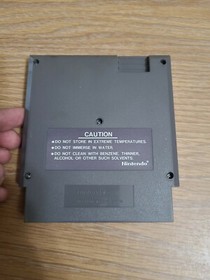 CAUTION
●DO NOT STORE IN EXTREME TEMPERATURES.
●DO NOT IMMERSE IN WATER.
●DO NOT CLEAN WITH BENZENE, THINNER,
ALCOHOL OR OTHER SUCH SOLVENTS.
Nintendo®